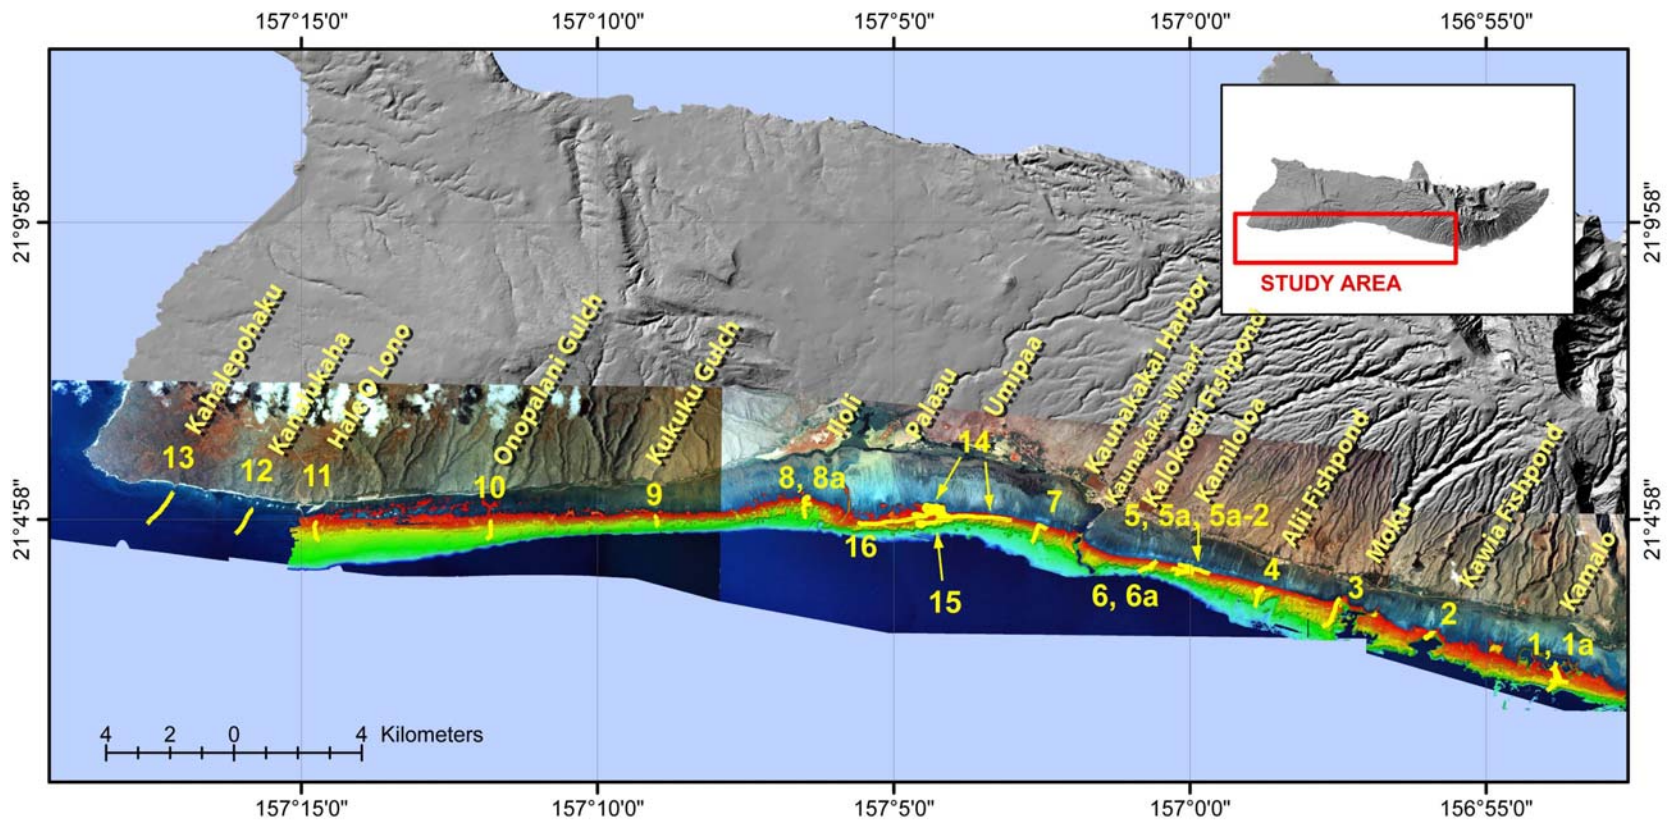 157°15'0"
157°10'0"
157°5'0"
157°0'0"
156°55'0"
21°9'58"
21°9'58"
STUDY AREA
Kahalepohaku
Kanalukaha
Hale O Lono
Onopalani Gulch
Kukuku Gulch
Iloli
Palaau
Umipaa
Kaunakakai Harbor
Kaunakakai Wharf
Kalokoeli Fishpond
Kamiloloa
Alii Fishpond
Moku
Kawia Fishpond
Kamalo
13
12
11
10
9
8, 8a
14
7
5, 5a, 5a-2
4
3
2
1, 1a
16
15
6, 6a
21°4'58"
21°4'58"
4 2 0 4 Kilometers
157°15'0"
157°10'0"
157°5'0"
157°0'0"
156°55'0"